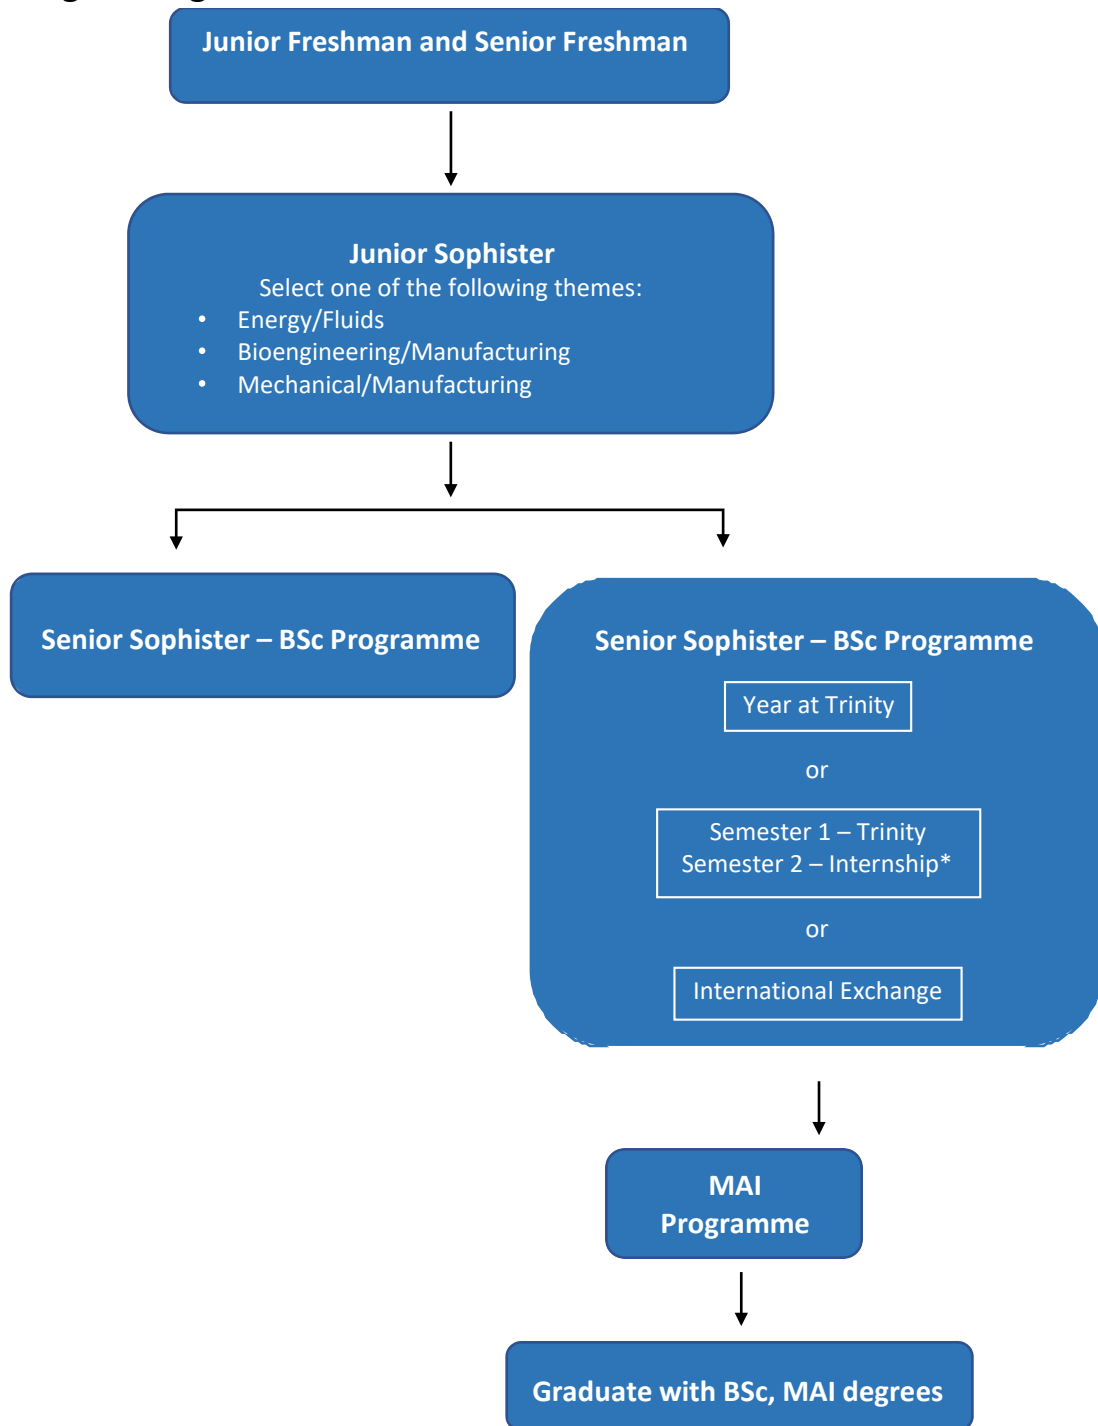 Junior Freshman and Senior Freshman
Junior Sophister
Select one of the following themes:
• Energy/Fluids
• Bioengineering/Manufacturing
• Mechanical/Manufacturing
Senior Sophister – BSc Programme
Senior Sophister – BSc Programme
Year at Trinity
or
Semester 1 – Trinity
Semester 2 – Internship*
or
International Exchange
MAI
Programme
Graduate with BSc, MAI degrees